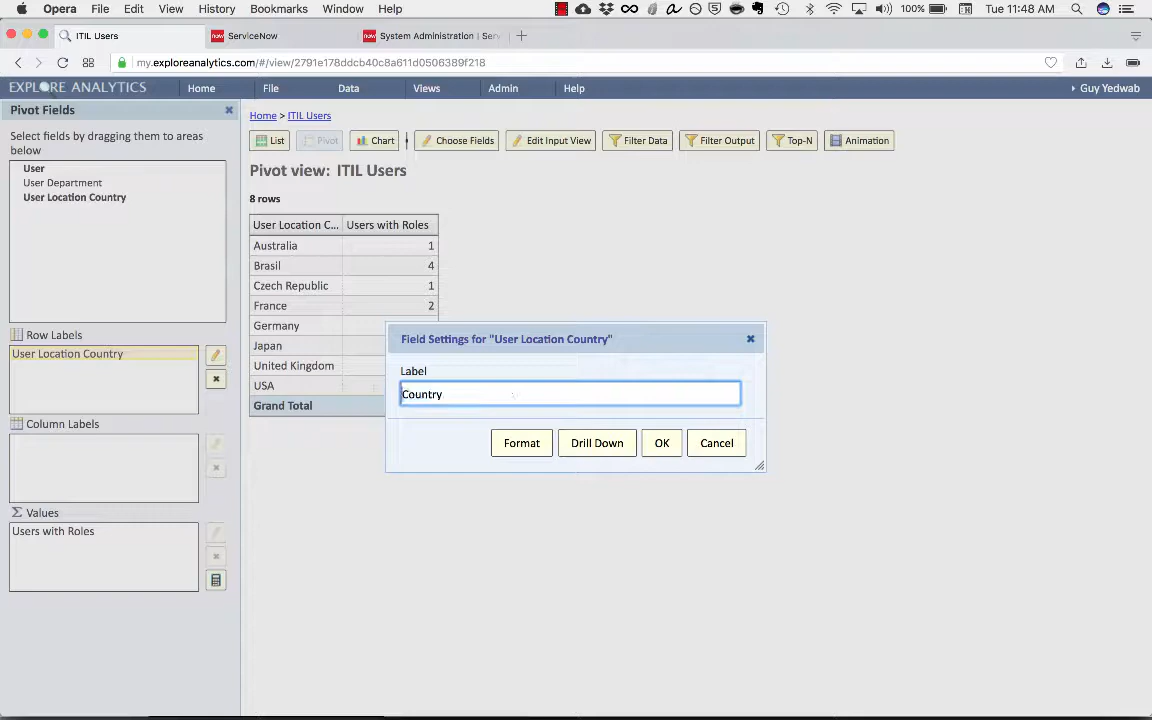 Opera File Edit View History Bookmarks Window Help 100% Tue 11:48 AM
ITIL Users ServiceNow System Administration | Serv
my.exploreanalytics.com/#/view/2791e178ddcb40c8a611d0506389f218
EXPLORE ANALYTICS Home File Data Views Admin Help Guy Yedwab
Pivot Fields
Select fields by dragging them to areas
below
User
User Department
User Location Country
Row Labels
User Location Country
Column Labels
Σ Values
Users with Roles
Home > ITIL Users
List Pivot Chart Choose Fields Edit Input View Filter Data Filter Output Top-N Animation
Pivot view: ITIL Users
8 rows
User Location C... Users with Roles
Australia 1
Brasil 4
Czech Republic 1
France 2
Germany
Japan
United Kingdom
USA
Grand Total
Field Settings for "User Location Country"
Label
Country
Format Drill Down OK Cancel